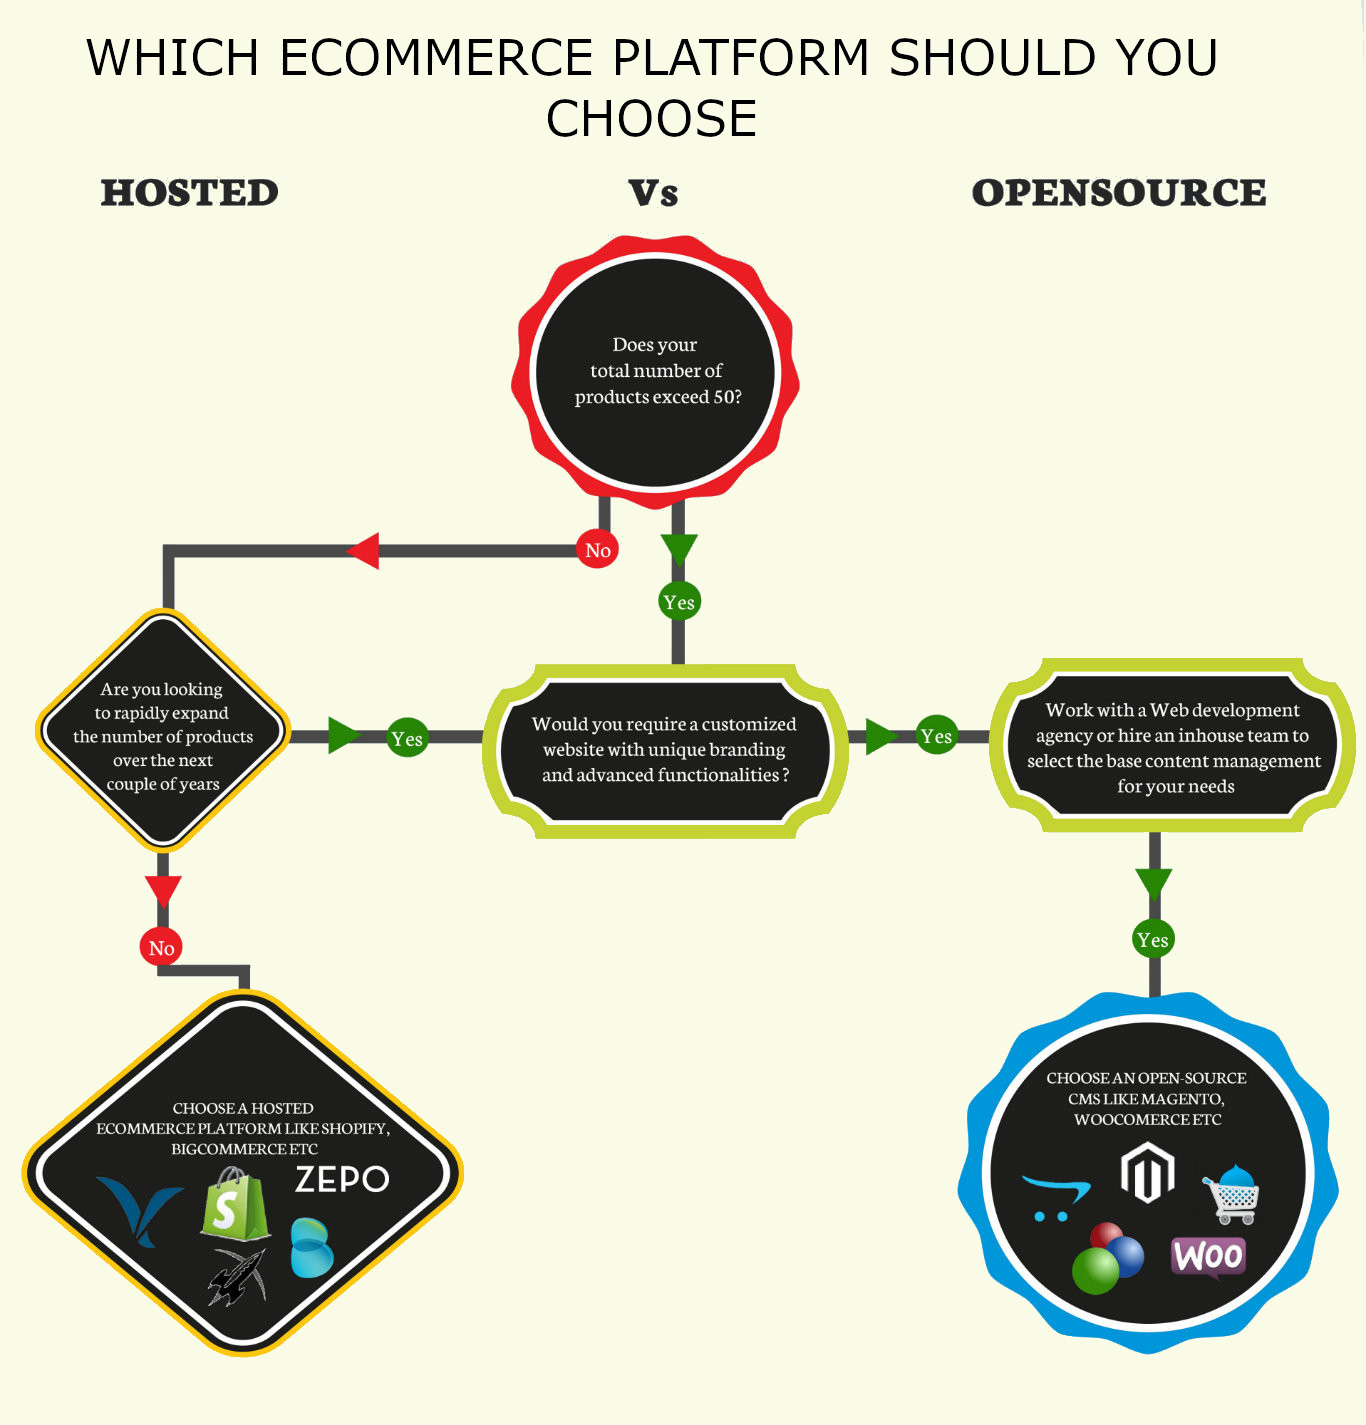 WHICH ECOMMERCE PLATFORM SHOULD YOU
CHOOSE
HOSTED
Vs
OPENSOURCE
Does your
total number of
products exceed 50?
No
Yes
Are you looking
to rapidly expand
the number of products
over the next
couple of years
Yes
Would you require a customized
website with unique branding
and advanced functionalities ?
Yes
Work with a Web development
agency or hire an inhouse team to
select the base content management
for your needs
No
Yes
CHOOSE A HOSTED
ECOMMERCE PLATFORM LIKE SHOPIFY,
BIGCOMMERCE ETC
S
ZEPO
CHOOSE AN OPEN-SOURCE
CMS LIKE MAGENTO,
WOOCOMERCE ETC
WOO